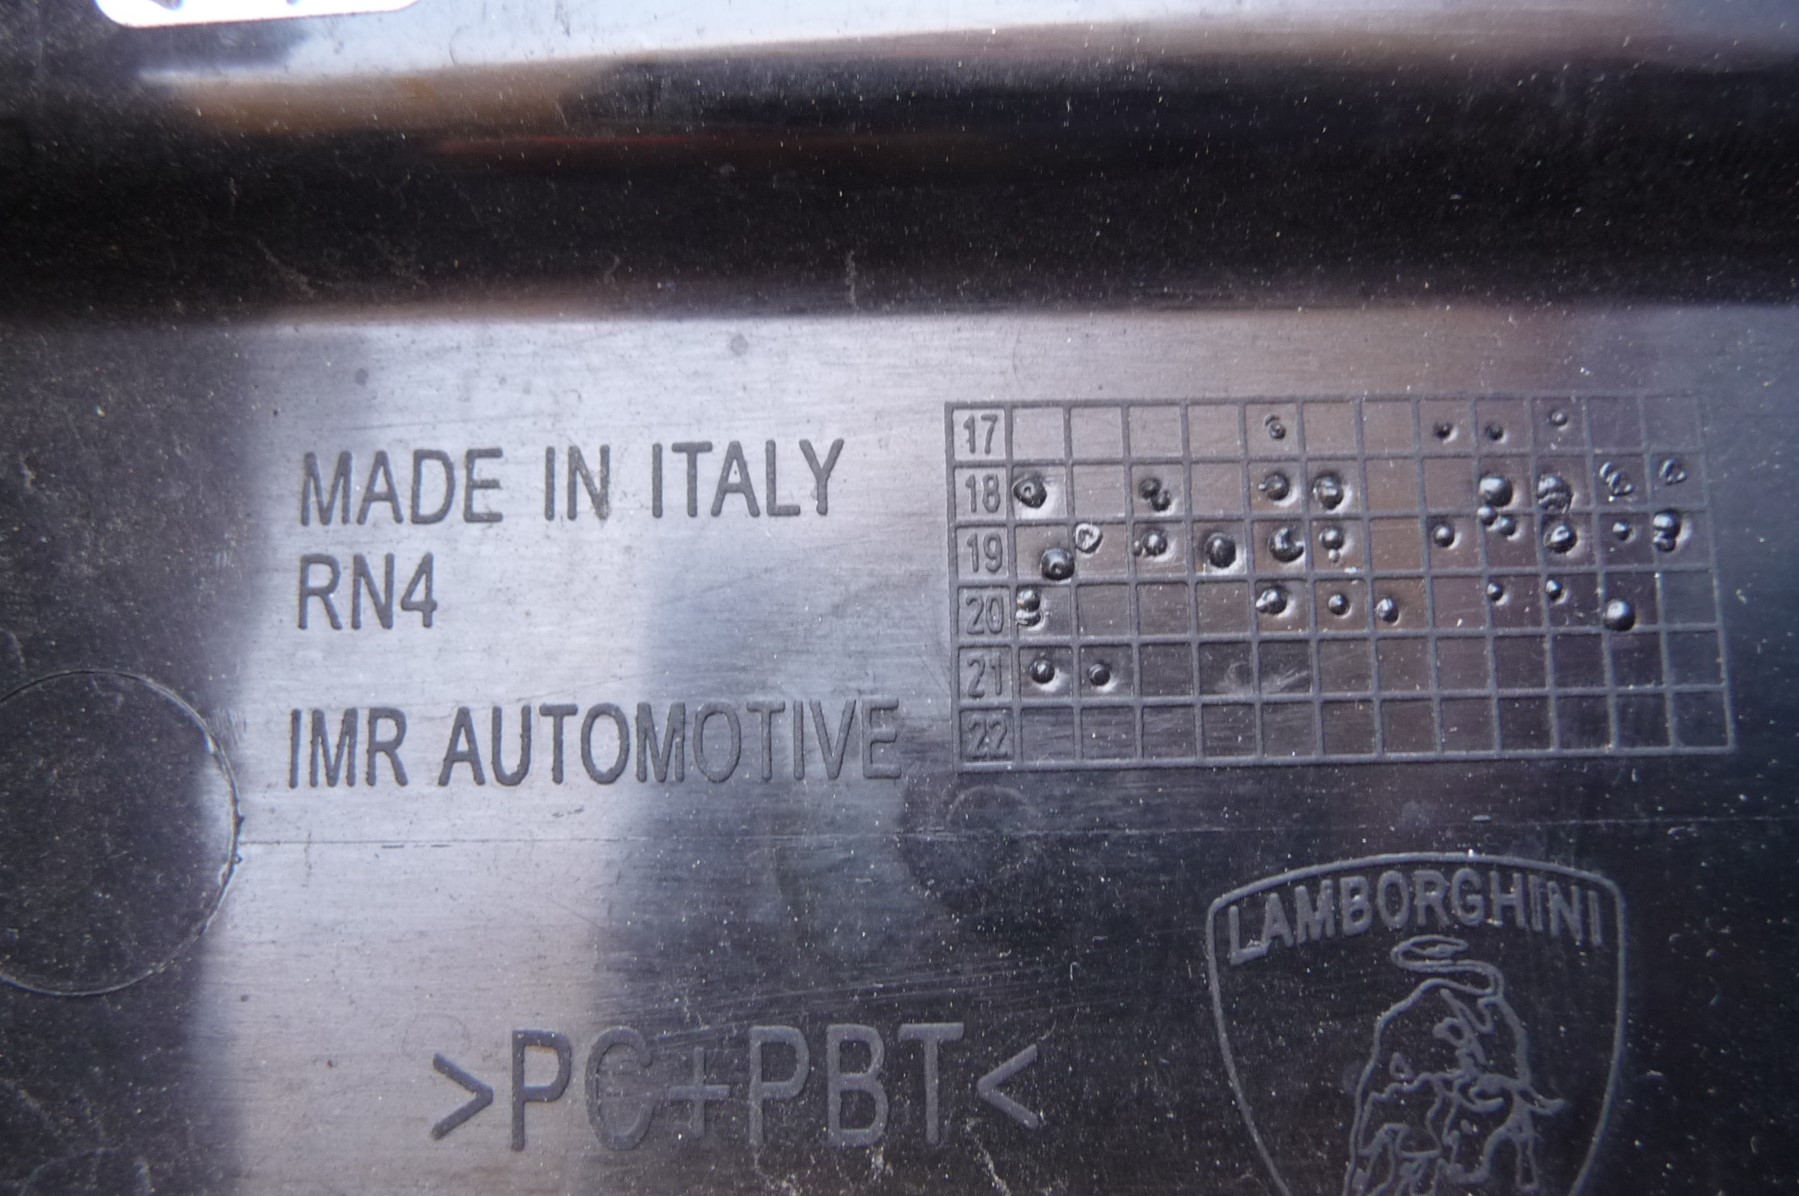 MADE IN ITALY
RN4
IMR AUTOMOTIVE
17
18
19
20
21
22
>PC+PBT<
LAMBORGHINI